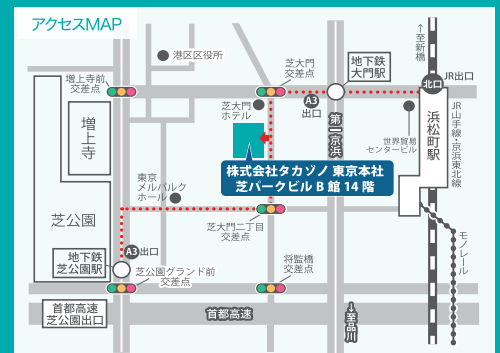 アクセスMAP
↑至新橋
港区区役所
芝大門
交差点
地下鉄
大門駅
北口
JR出口
増上寺前
交差点
A3
出口
芝大門
ホテル
増上寺
第一京浜
世界貿易
センタービル
浜松町駅
JR山手線・京浜東北線
株式会社タカゾノ 東京本社
芝パークビル B 館 14 階
東京
メルパルク
ホール
芝公園
芝大門二丁目
交差点
モノレール
A3 出口
地下鉄
芝公園駅
芝公園グランド前
交差点
将監橋
交差点
首都高速
芝公園出口
首都高速
↓至品川